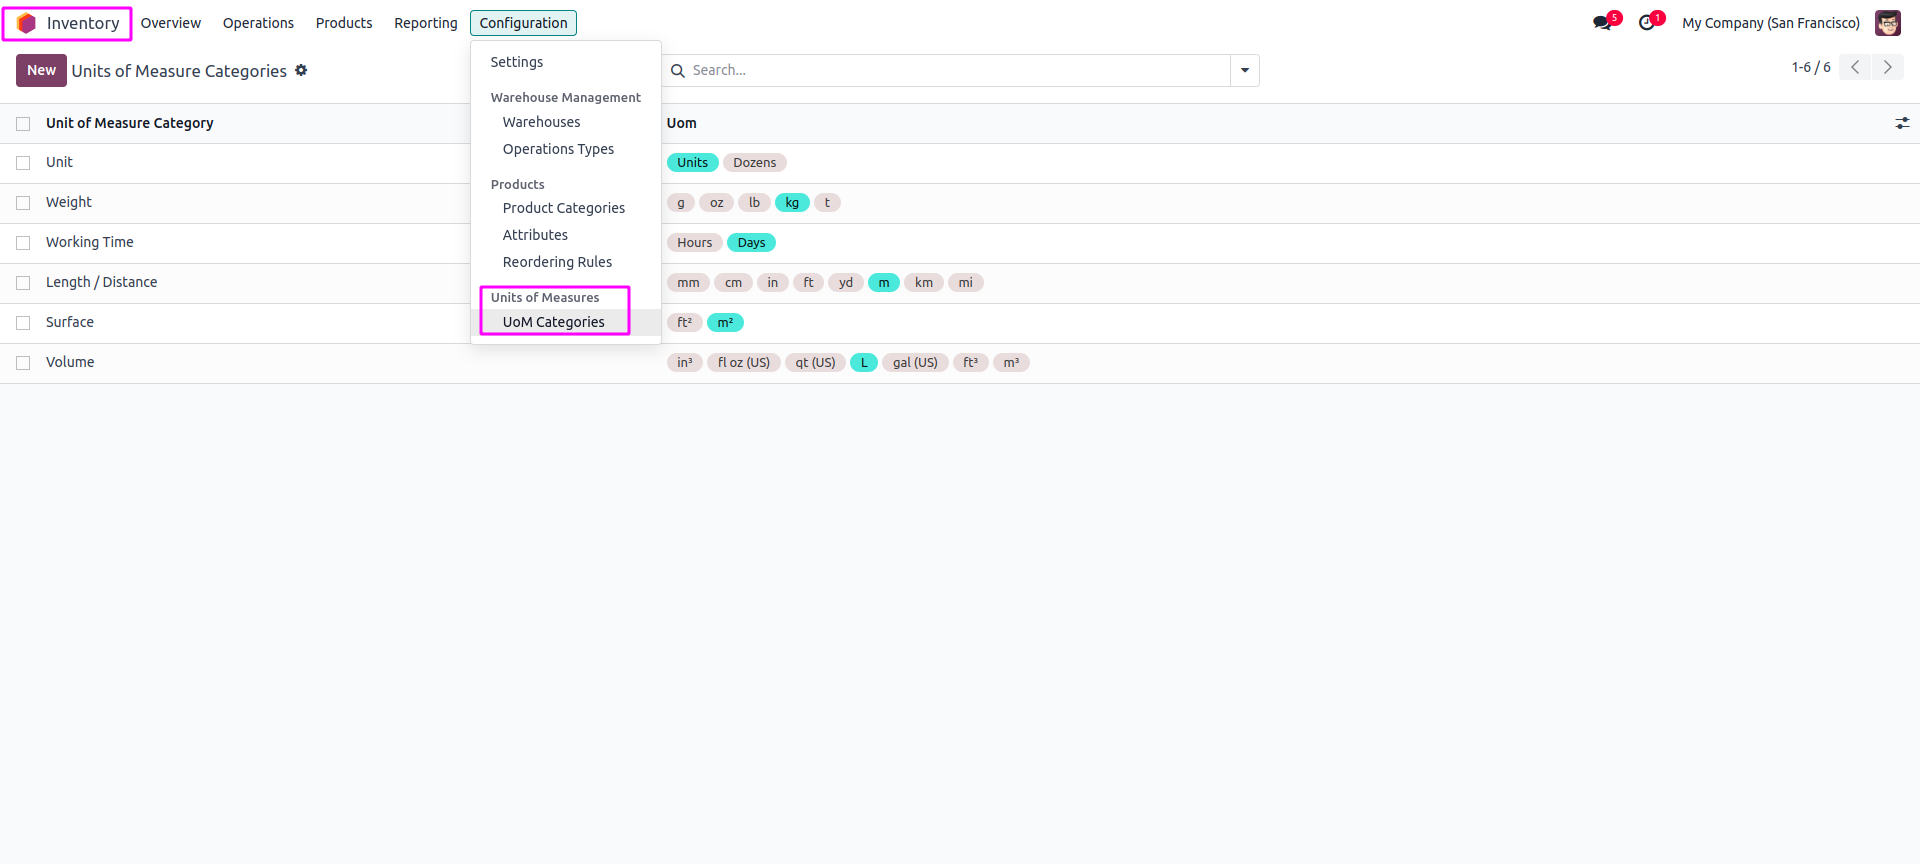 Inventory Overview Operations Products Reporting Configuration 5 1 My Company (San Francisco)
New Units of Measure Categories Search... 1-6 / 6
Settings
Warehouse Management
Warehouses
Operations Types
Products
Product Categories
Attributes
Reordering Rules
Units of Measures
UoM Categories
Unit of Measure Category Uom
Unit Units Dozens
Weight g oz lb kg t
Working Time Hours Days
Length / Distance mm cm in ft yd m km mi
Surface ft² m²
Volume in³ fl oz (US) qt (US) L gal (US) ft³ m³